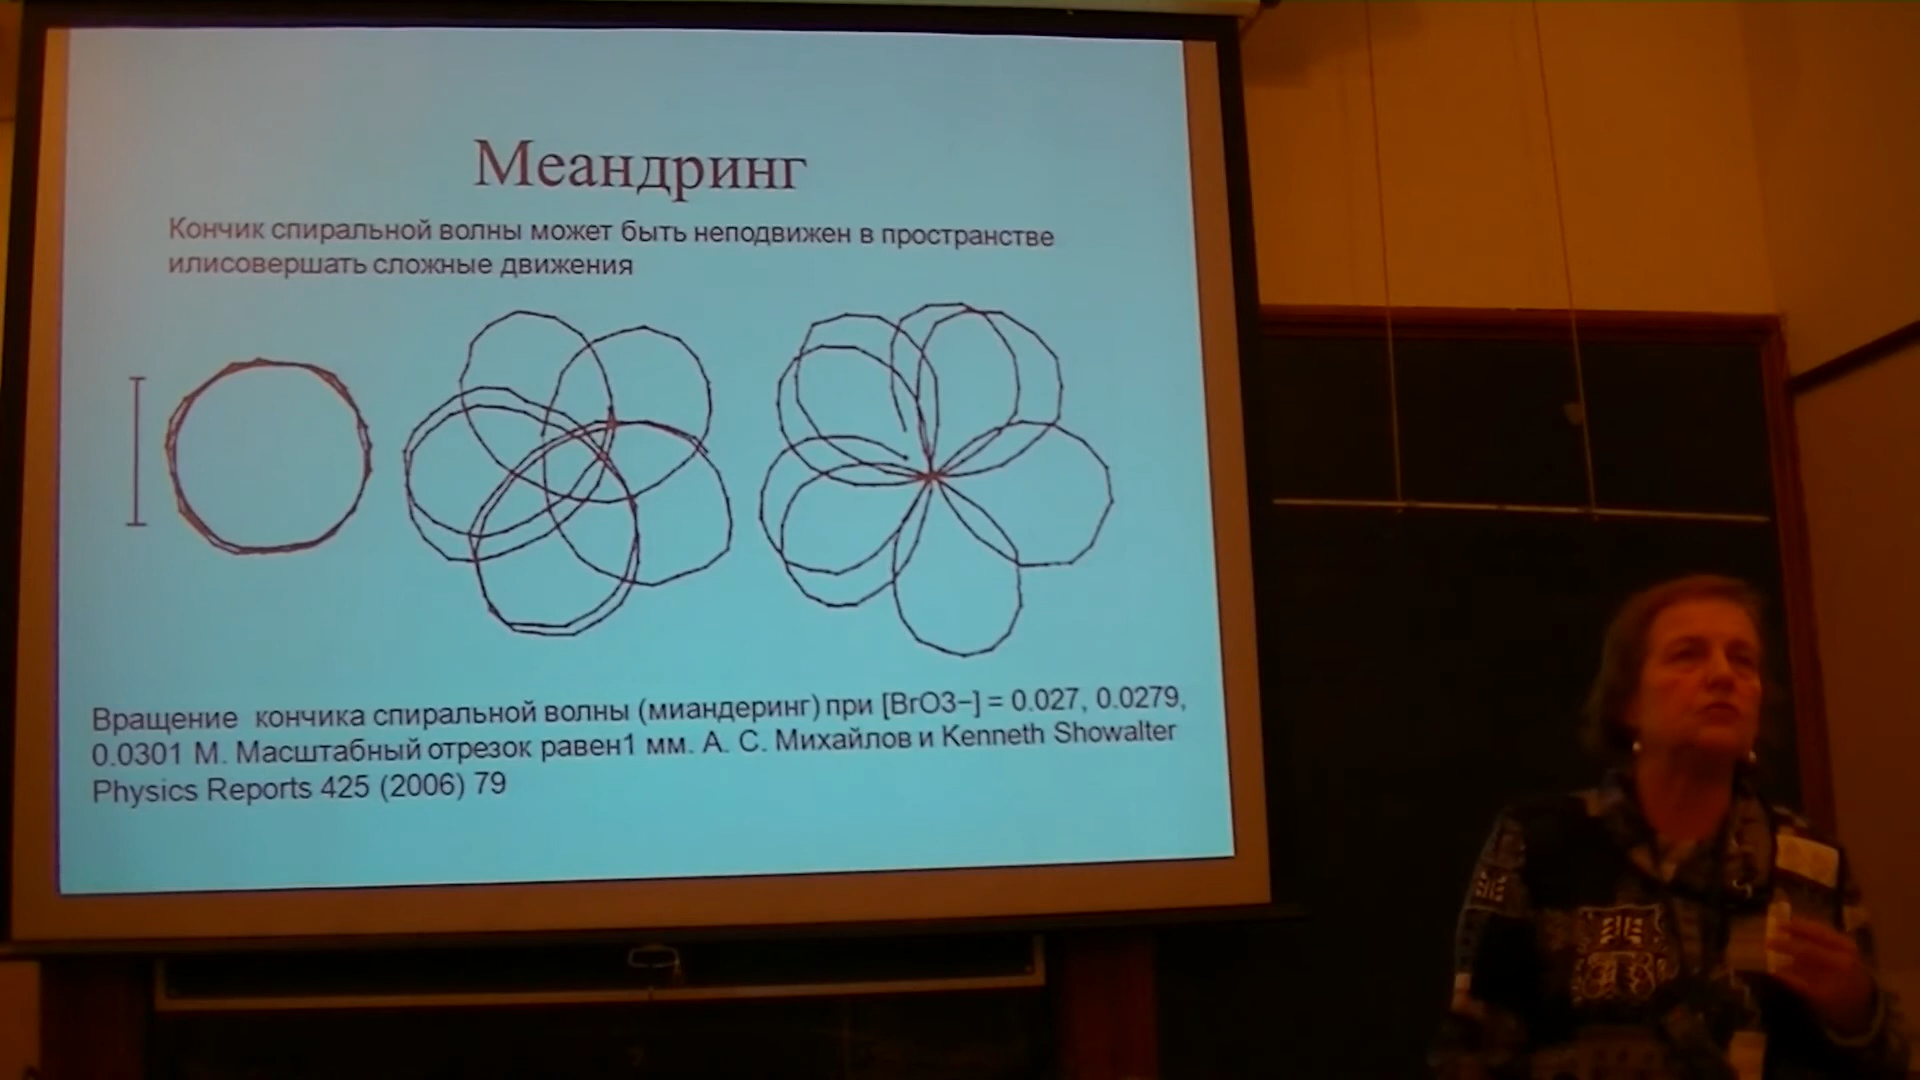 Меандринг
Кончик спиральной волны может быть неподвижен в пространстве
илисовершать сложные движения
Вращение кончика спиральной волны (миандеринг) при [BrO3−] = 0.027, 0.0279,
0.0301 М. Масштабный отрезок равен1 мм. А. С. Михайлов и Kenneth Showalter
Physics Reports 425 (2006) 79